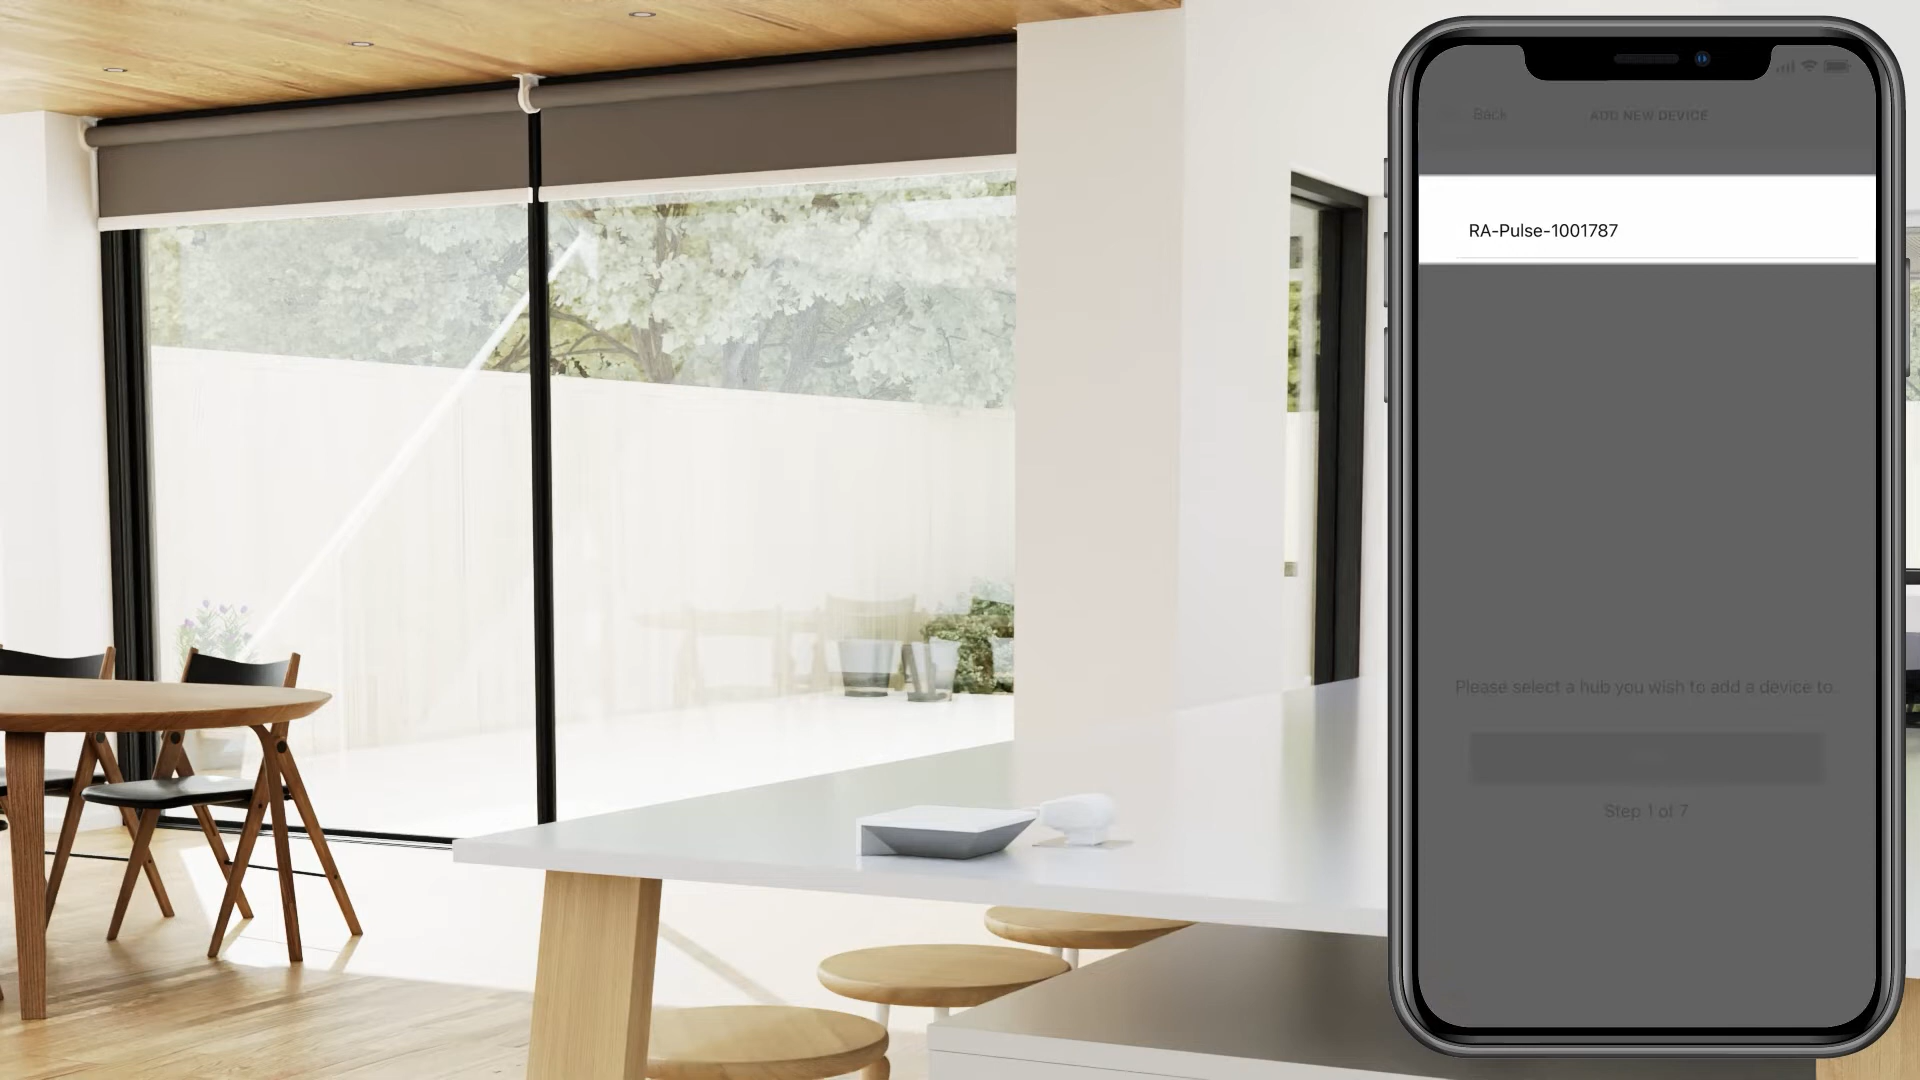 Back
ADD NEW DEVICE
RA-Pulse-1001787
Please select a hub you wish to add a device to.
Step 1 of 7